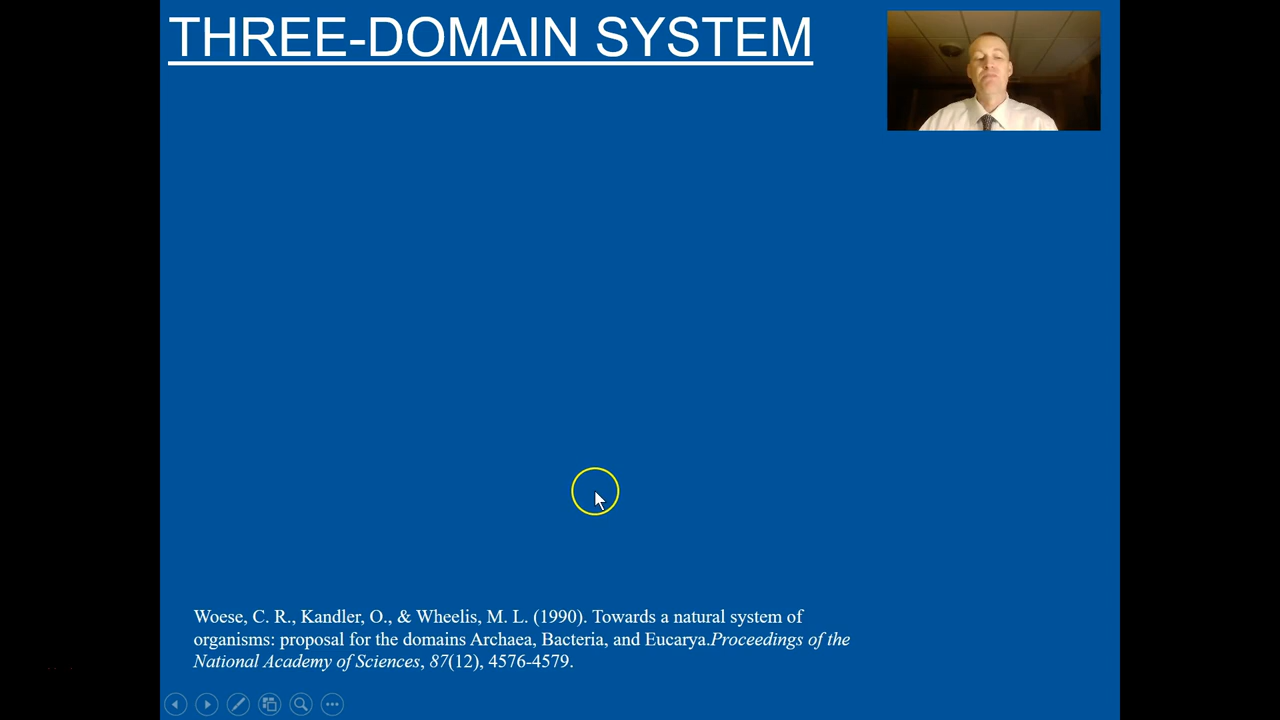 THREE-DOMAIN SYSTEM
Woese, C. R., Kandler, O., & Wheelis, M. L. (1990). Towards a natural system of
organisms: proposal for the domains Archaea, Bacteria, and Eucarya.Proceedings of the
National Academy of Sciences, 87(12), 4576-4579.